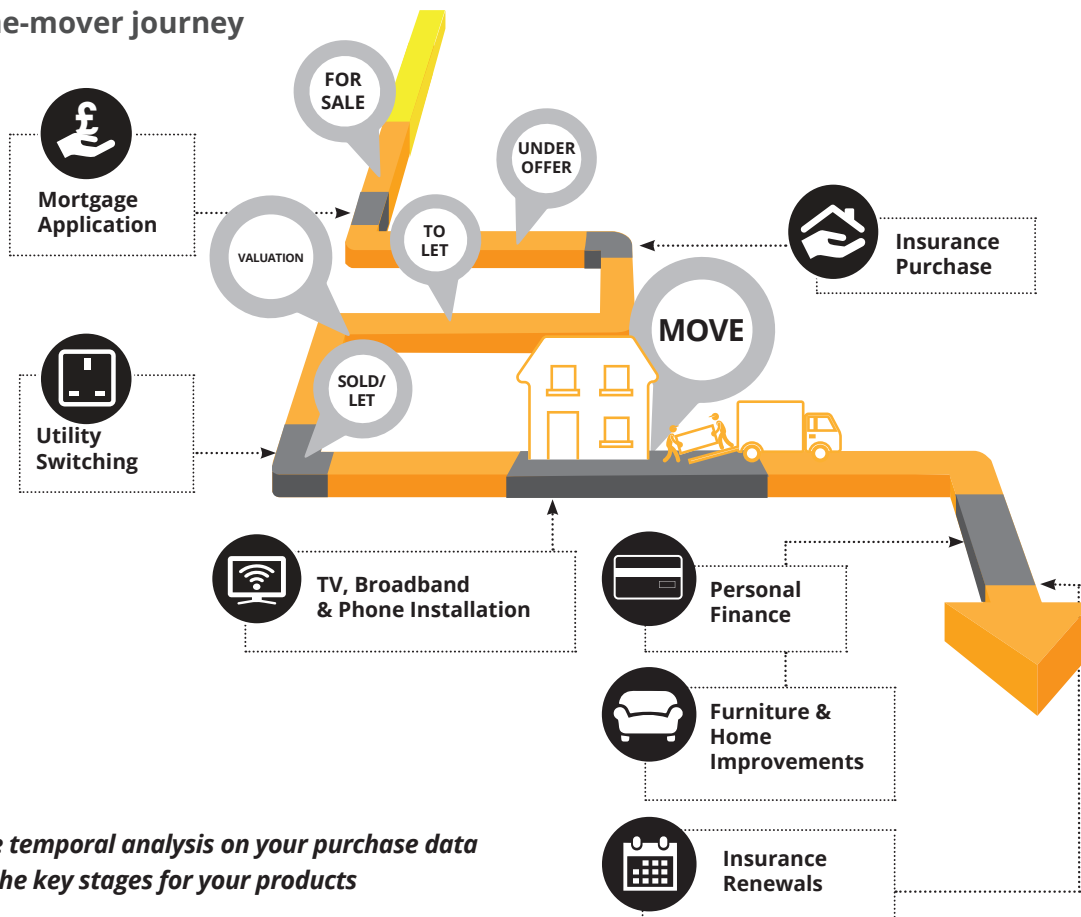 ne-mover journey
FOR
SALE
£
Mortgage
Application
UNDER
OFFER
TO
LET
VALUATION
Insurance
Purchase
MOVE
SOLD/
LET
Utility
Switching
TV, Broadband
& Phone Installation
Personal
Finance
Furniture &
Home
Improvements
Insurance
Renewals
e temporal analysis on your purchase data
he key stages for your products